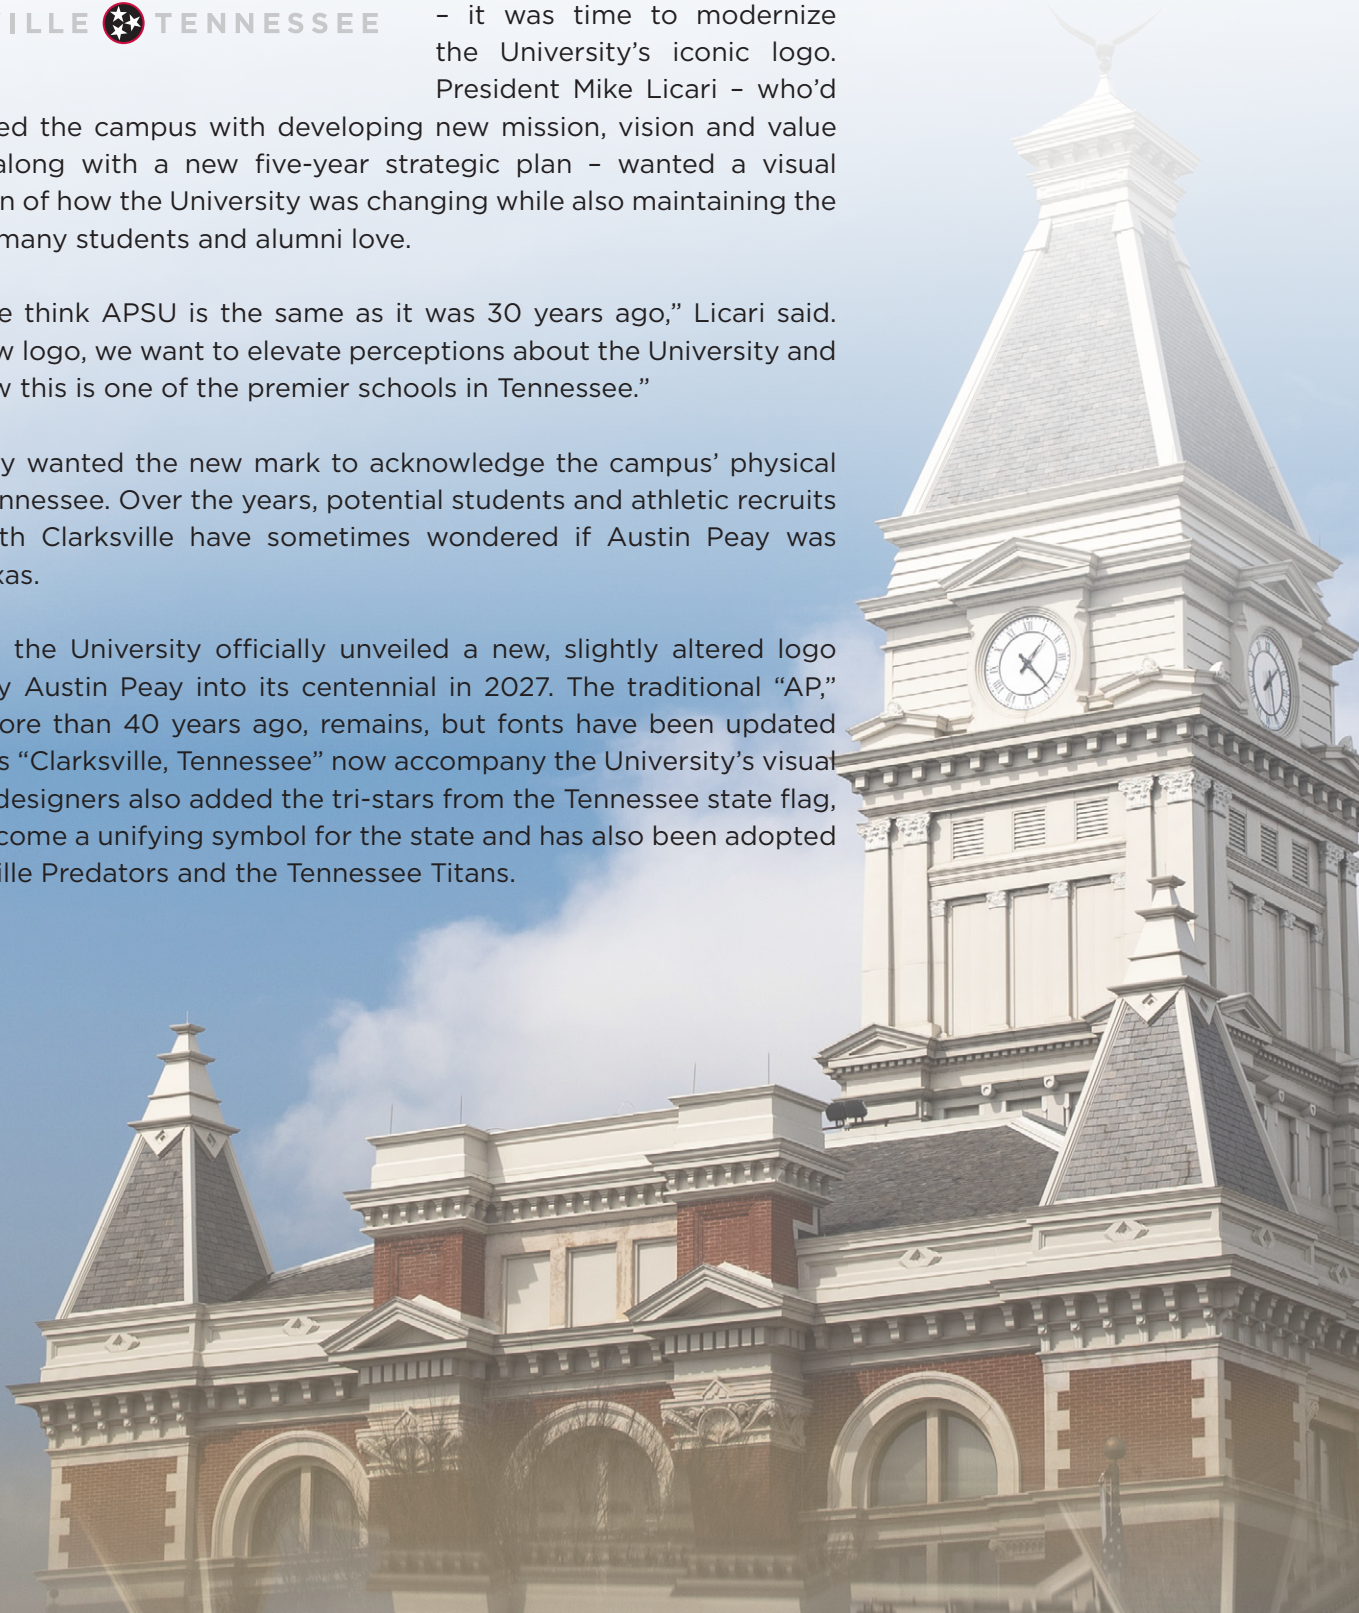 ILLE TENNESSEE
– it was time to modernize
the University’s iconic logo.
President Mike Licari – who’d
ed the campus with developing new mission, vision and value
along with a new five-year strategic plan – wanted a visual
n of how the University was changing while also maintaining the
many students and alumni love.
e think APSU is the same as it was 30 years ago,” Licari said.
w logo, we want to elevate perceptions about the University and
w this is one of the premier schools in Tennessee.”
y wanted the new mark to acknowledge the campus’ physical
ennessee. Over the years, potential students and athletic recruits
th Clarksville have sometimes wondered if Austin Peay was
xas.
the University officially unveiled a new, slightly altered logo
y Austin Peay into its centennial in 2027. The traditional “AP,”
ore than 40 years ago, remains, but fonts have been updated
s “Clarksville, Tennessee” now accompany the University’s visual
designers also added the tri-stars from the Tennessee state flag,
come a unifying symbol for the state and has also been adopted
ille Predators and the Tennessee Titans.